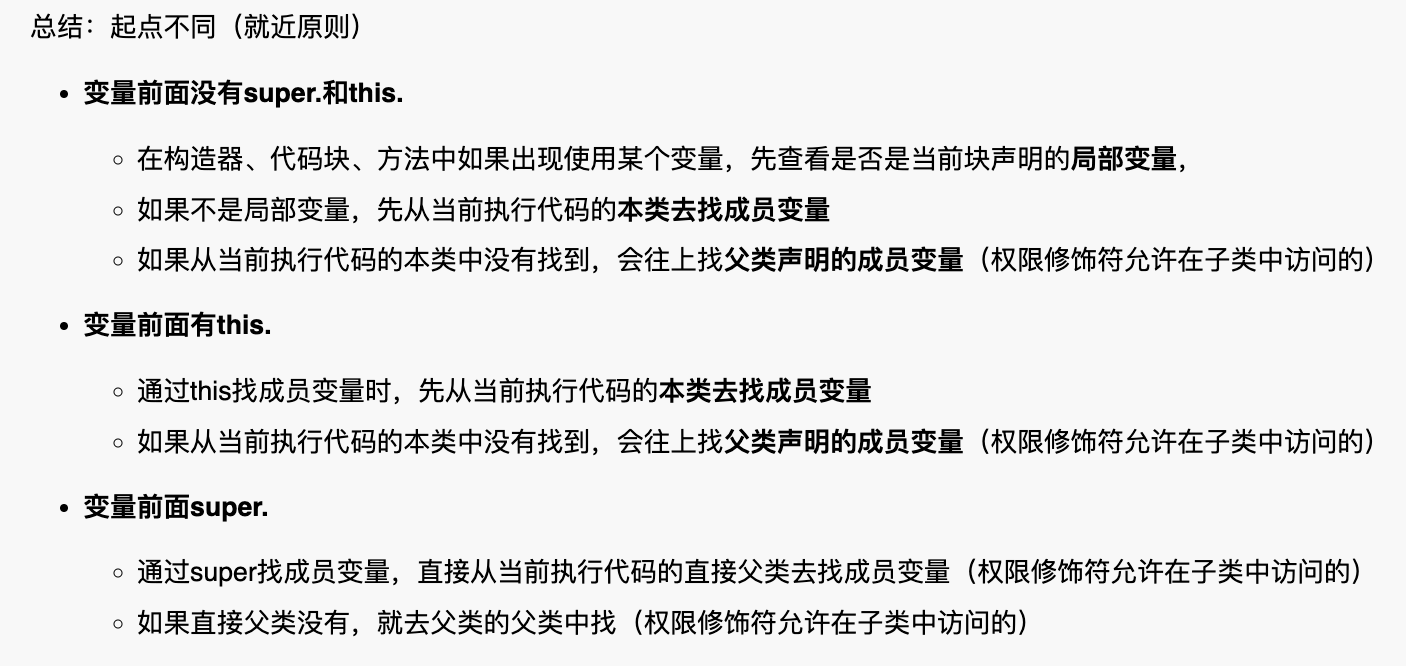 总结：起点不同（就近原则）
变量前面没有super.和this.
在构造器、代码块、方法中如果出现使用某个变量，先查看是否是当前块声明的局部变量，
如果不是局部变量，先从当前执行代码的本类去找成员变量
如果从当前执行代码的本类中没有找到，会往上找父类声明的成员变量（权限修饰符允许在子类中访问的）
变量前面有this.
通过this找成员变量时，先从当前执行代码的本类去找成员变量
如果从当前执行代码的本类中没有找到，会往上找父类声明的成员变量（权限修饰符允许在子类中访问的）
变量前面super.
通过super找成员变量，直接从当前执行代码的直接父类去找成员变量（权限修饰符允许在子类中访问的）
如果直接父类没有，就去父类的父类中找（权限修饰符允许在子类中访问的）